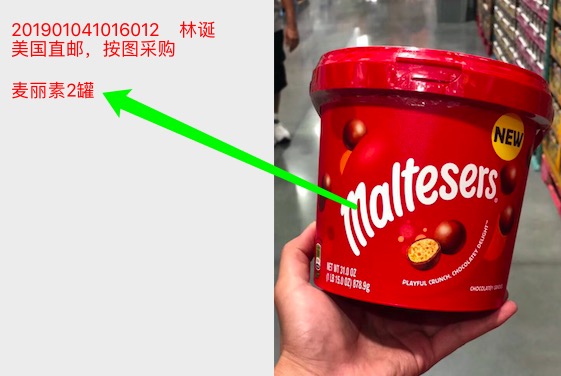 201901041016012 林诞
美国直邮，按图采购
麦丽素2罐
NEW
Maltesers
NET WT 31.0 OZ
(1 LB 15.0 OZ) 878.9g
PLAYFUL CRUNCH, CHOCOLATEY DELIGHT™